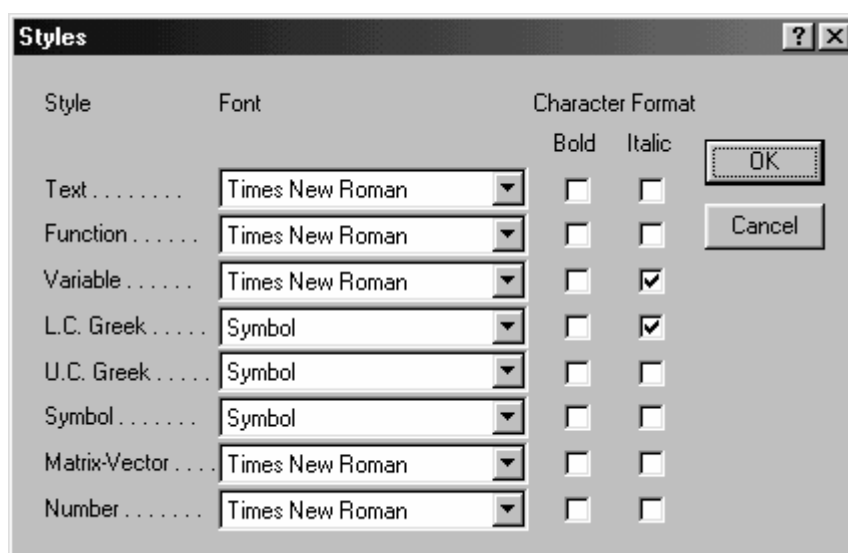 Styles ? ×
Style Font Character Format
Bold Italic
OK
Text . . . . . . . . Times New Roman
Function . . . . . . Times New Roman
Cancel
Variable . . . . . . Times New Roman
L.C. Greek . . . . . Symbol
U.C. Greek . . . . . Symbol
Symbol . . . . . . . Symbol
Matrix-Vector . . . . Times New Roman
Number . . . . . . . Times New Roman